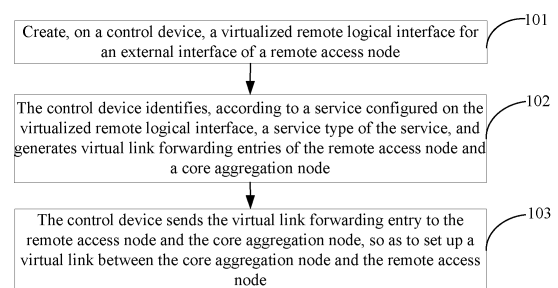 Create, on a control device, a virtualized remote logical interface for
an external interface of a remote access node
101
The control device identifies, according to a service configured on the
virtualized remote logical interface, a service type of the service, and
generates virtual link forwarding entries of the remote access node and
a core aggregation node
102
The control device sends the virtual link forwarding entry to the
remote access node and the core aggregation node, so as to set up a
virtual link between the core aggregation node and the remote access
node
103